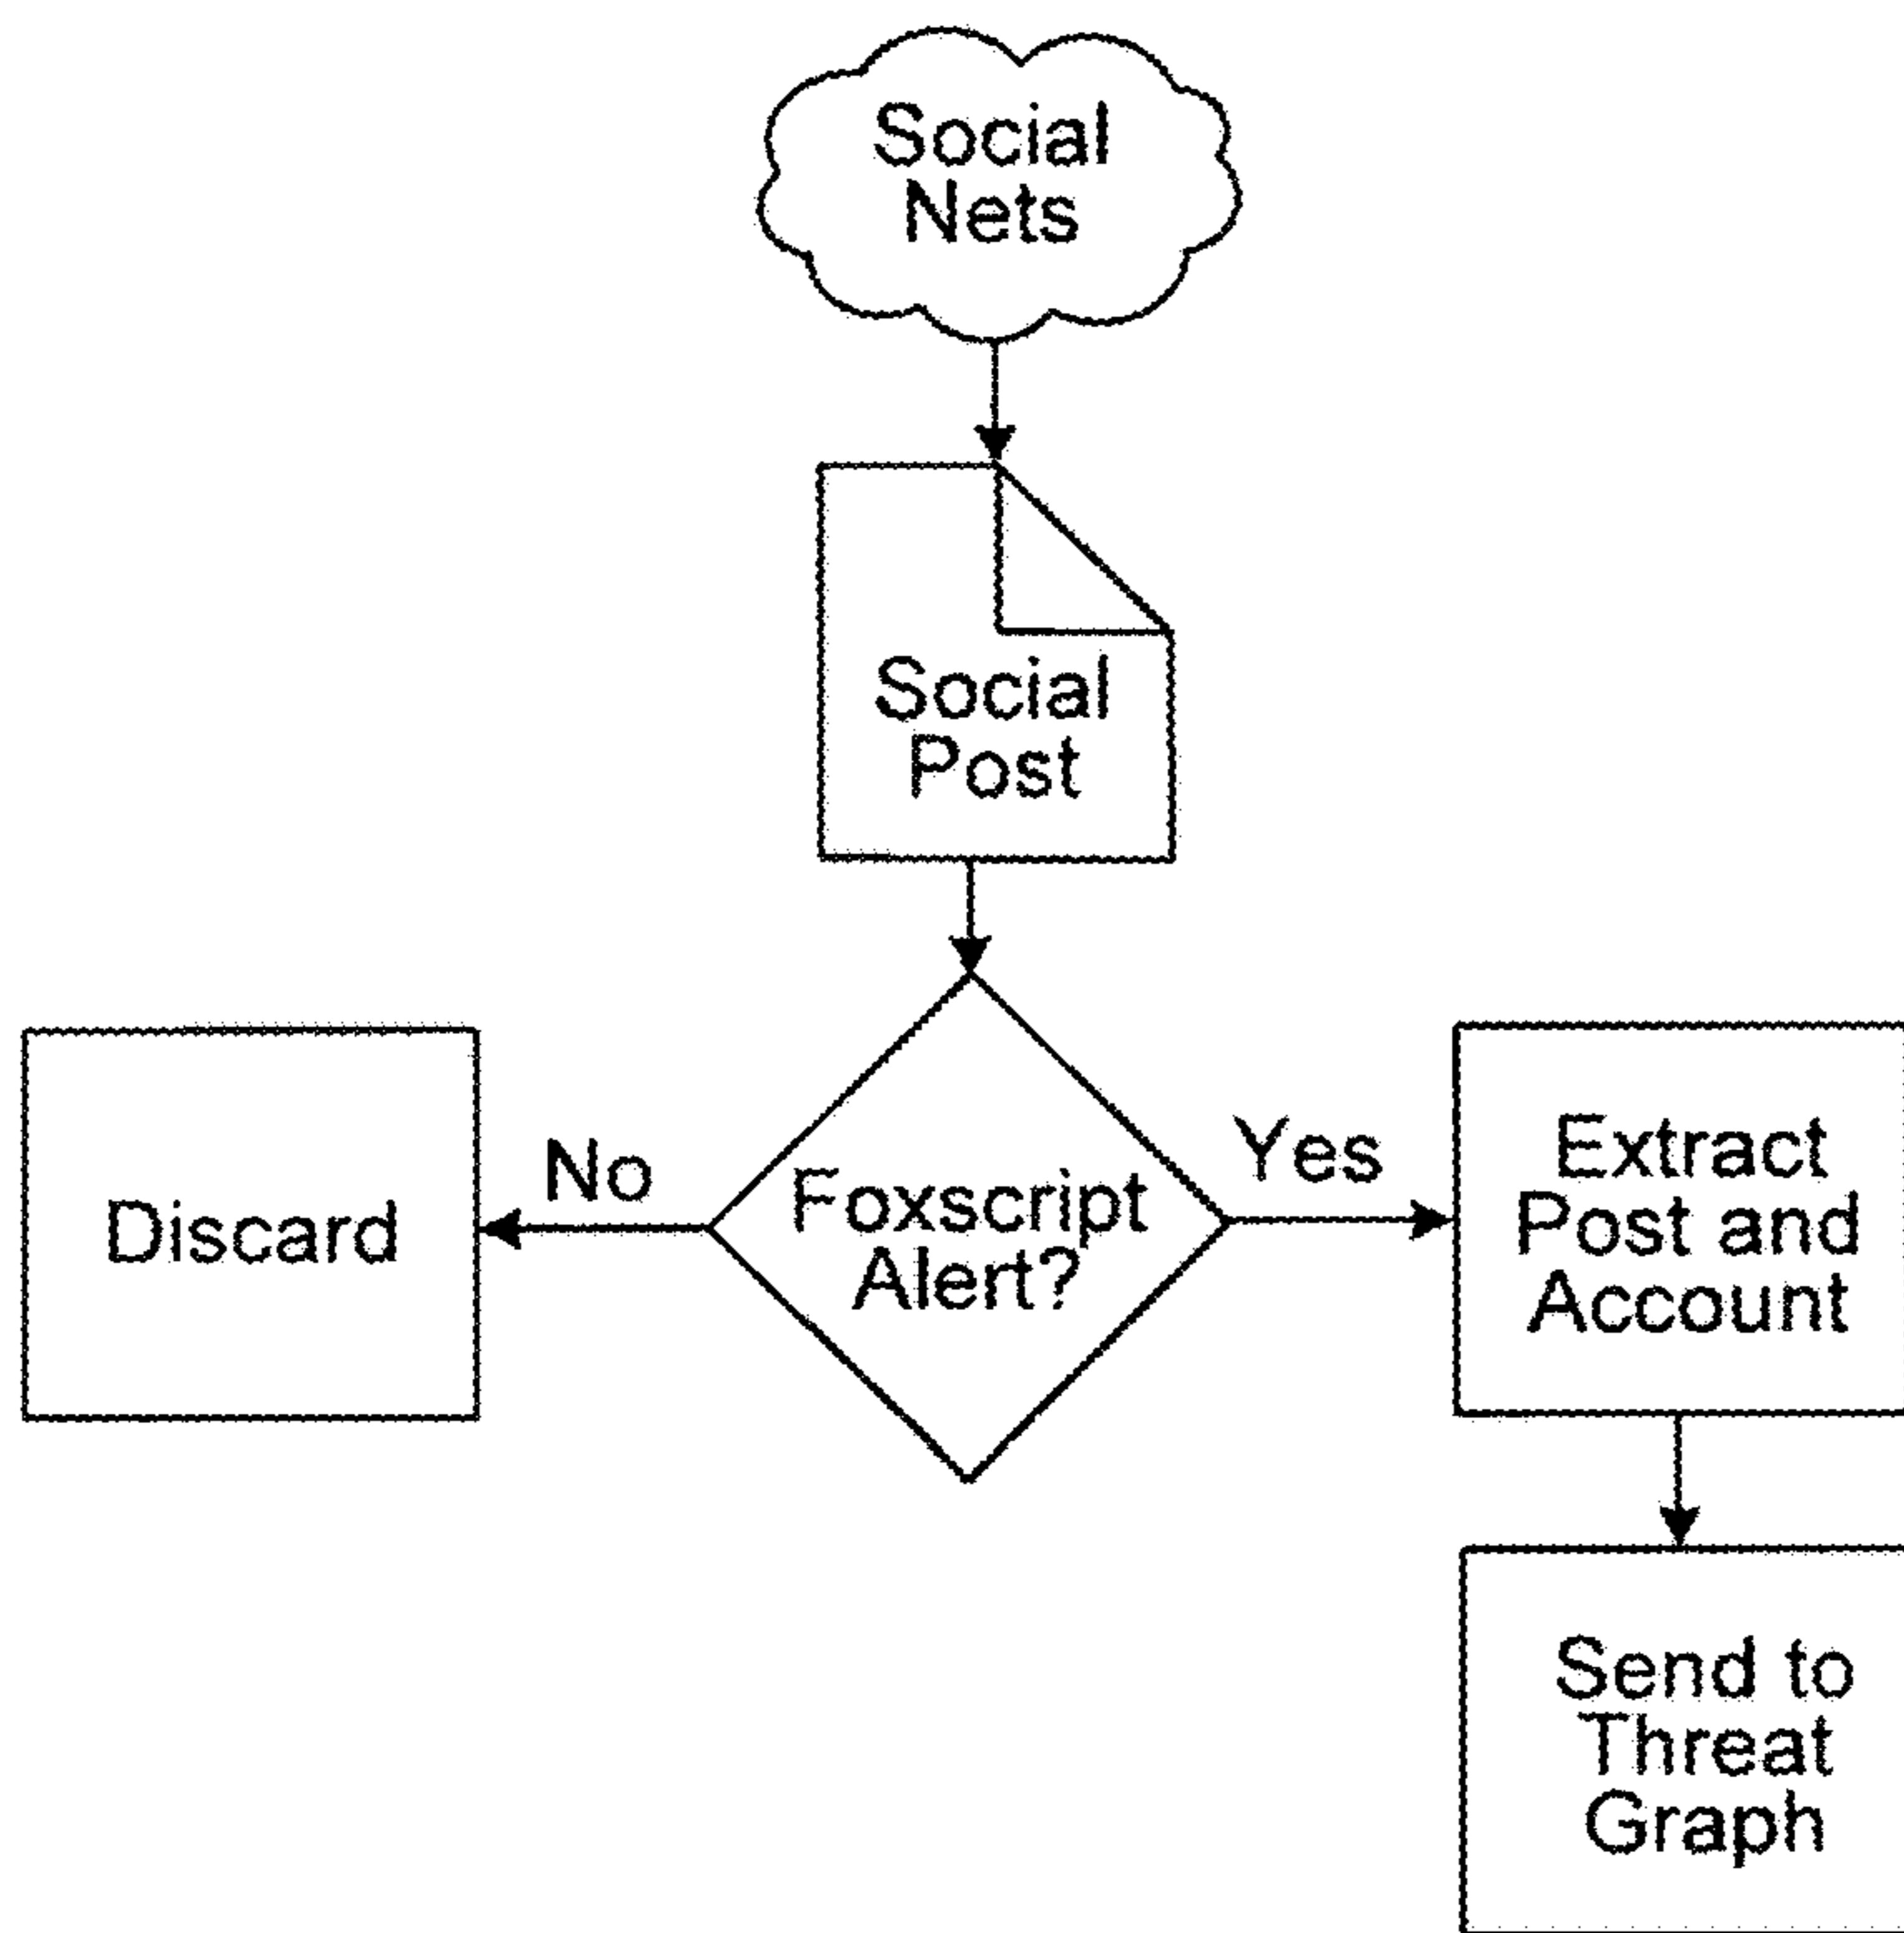 Social
Nets
Social
Post
No
Yes
Discard
Foxscript
Alert?
Extract
Post and
Account
Send to
Threat
Graph